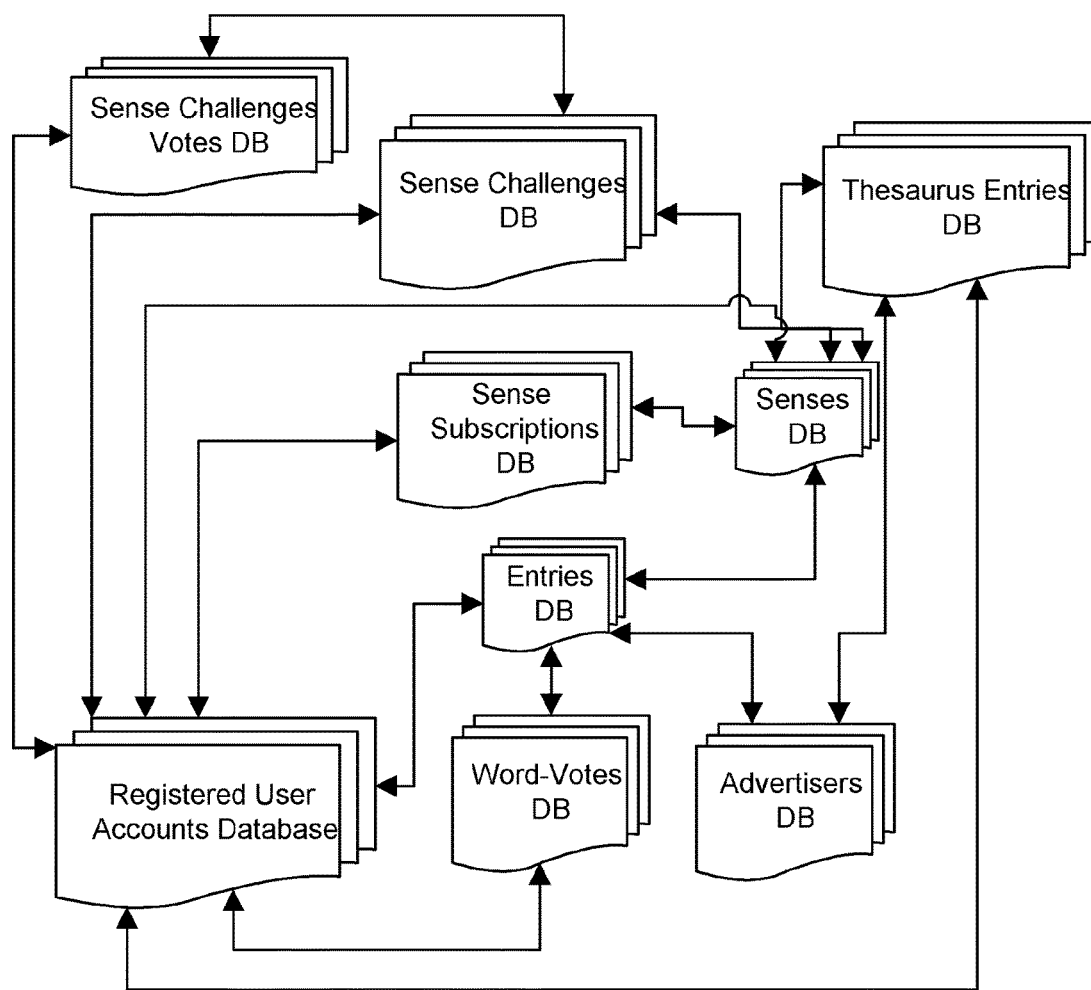 Sense Challenges
Votes DB
Sense Challenges
DB
Thesaurus Entries
DB
Sense
Subscriptions
DB
Senses
DB
Entries
DB
Registered User
Accounts Database
Word-Votes
DB
Advertisers
DB